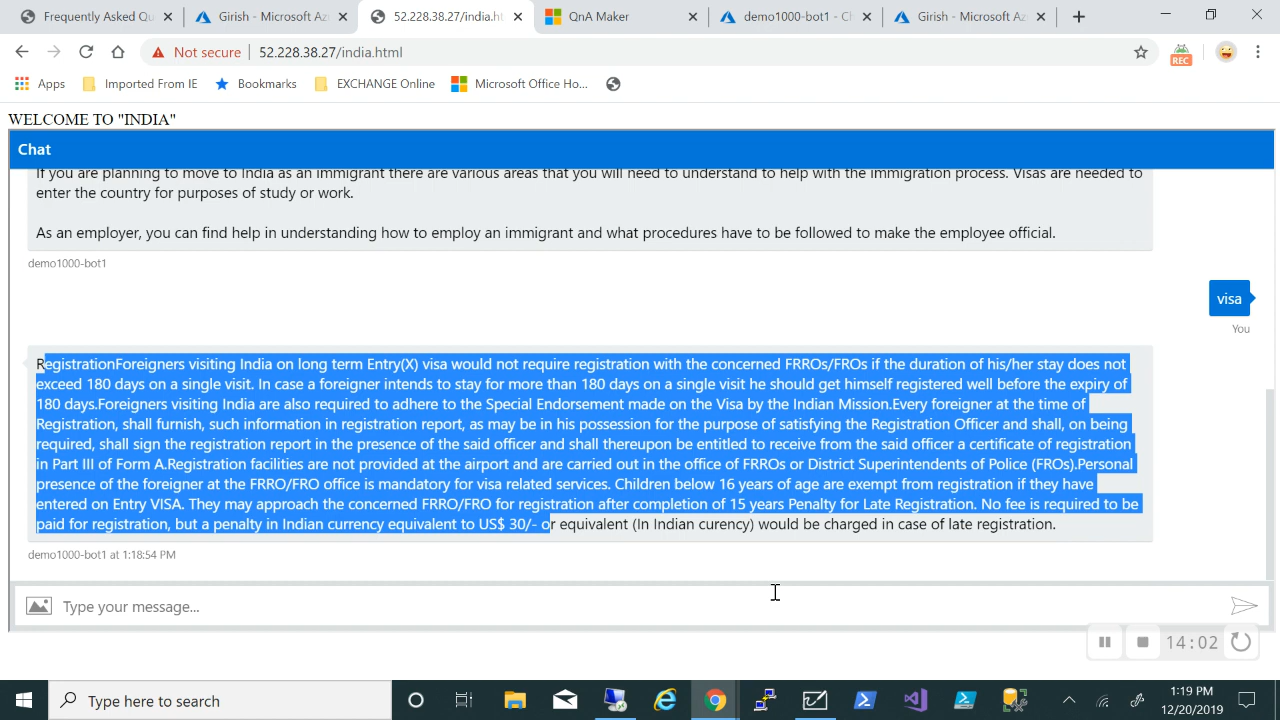 Frequently Asked Qu
Girish - Microsoft Az
52.228.38.27/india.h
QnA Maker
demo1000-bot1 - C
Girish - Microsoft Az
Not secure
52.228.38.27/india.html
REC
Apps
Imported From IE
Bookmarks
EXCHANGE Online
Microsoft Office Ho...
WELCOME TO "INDIA"
Chat
If you are planning to move to India as an immigrant there are various areas that you will need to understand to help with the immigration process. Visas are needed to
enter the country for purposes of study or work.
As an employer, you can find help in understanding how to employ an immigrant and what procedures have to be followed to make the employee official.
demo1000-bot1
visa
You
RegistrationForeigners visiting India on long term Entry(X) visa would not require registration with the concerned FRROs/FROs if the duration of his/her stay does not
exceed 180 days on a single visit. In case a foreigner intends to stay for more than 180 days on a single visit he should get himself registered well before the expiry of
180 days.Foreigners visiting India are also required to adhere to the Special Endorsement made on the Visa by the Indian Mission.Every foreigner at the time of
Registration, shall furnish, such information in registration report, as may be in his possession for the purpose of satisfying the Registration Officer and shall, on being
required, shall sign the registration report in the presence of the said officer and shall thereupon be entitled to receive from the said officer a certificate of registration
in Part III of Form A.Registration facilities are not provided at the airport and are carried out in the office of FRROs or District Superintendents of Police (FROs).Personal
presence of the foreigner at the FRRO/FRO office is mandatory for visa related services. Children below 16 years of age are exempt from registration if they have
entered on Entry VISA. They may approach the concerned FRRO/FRO for registration after completion of 15 years Penalty for Late Registration. No fee is required to be
paid for registration, but a penalty in Indian currency equivalent to US$ 30/- or equivalent (In Indian curency) would be charged in case of late registration.
demo1000-bot1 at 1:18:54 PM
Type your message...
14:02
Type here to search
1:19 PM
12/20/2019